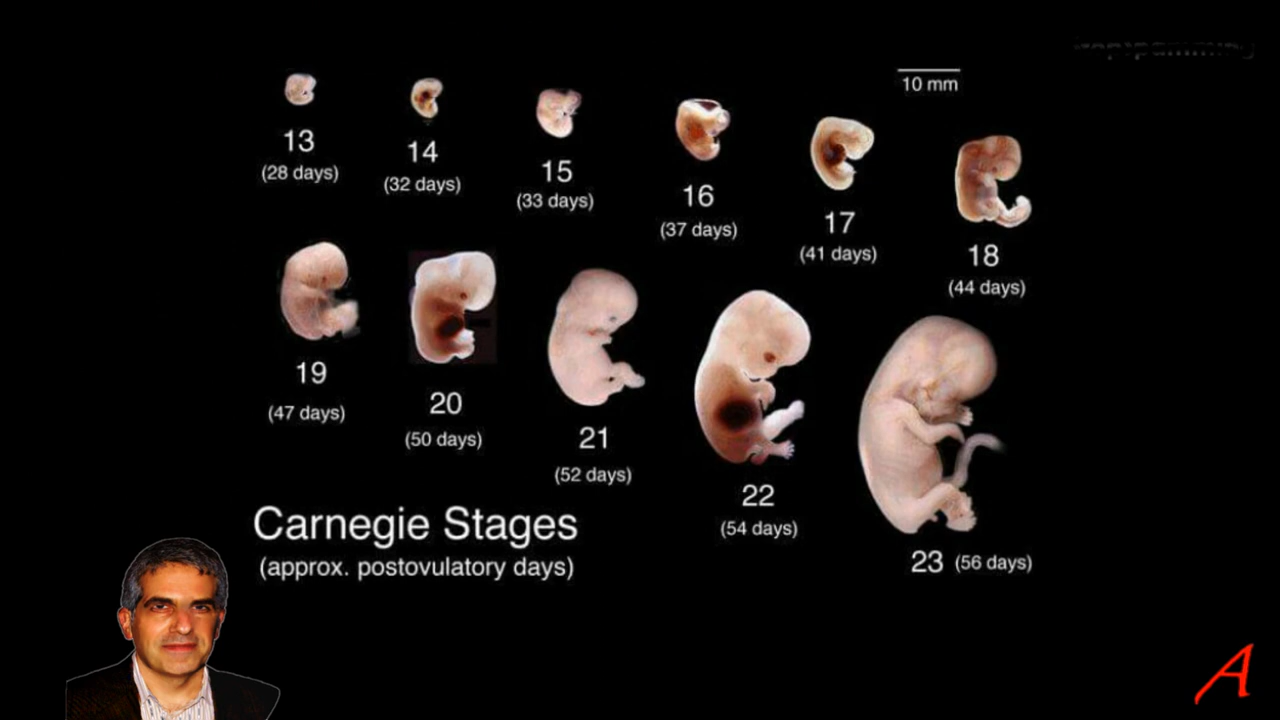 10 mm
13
(28 days)
14
(32 days)
15
(33 days)
16
(37 days)
17
(41 days)
18
(44 days)
19
(47 days)
20
(50 days)
21
(52 days)
22
(54 days)
23 (56 days)
Carnegie Stages
(approx. postovulatory days)
A